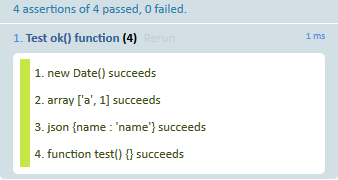 4 assertions of 4 passed, 0 failed.
1. Test ok() function (4) Rerun 1 ms
1. new Date() succeeds
2. array ['a', 1] succeeds
3. json {name : 'name'} succeeds
4. function test() {} succeeds